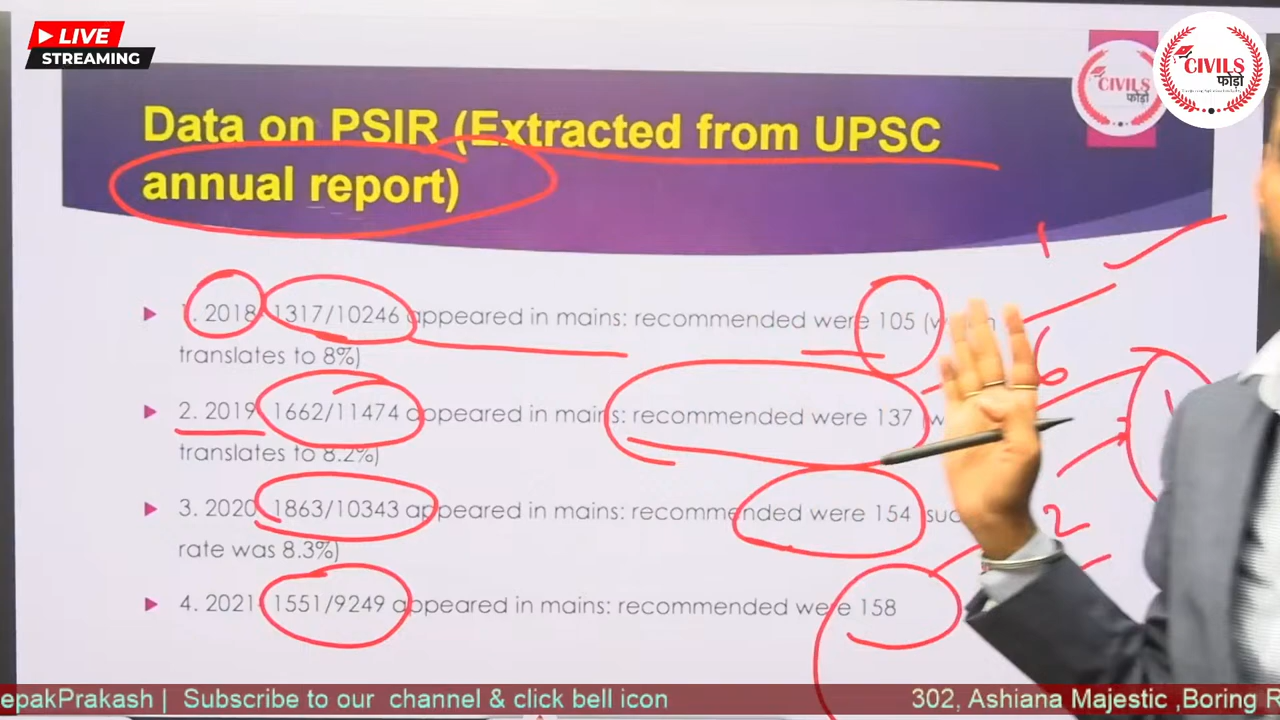 LIVE
STREAMING
CIVILS
फोड़ो
CIVILS
फोड़ो
Data on PSIR (Extracted from UPSC
annual report)
1. 2018 1317/10246 appeared in mains: recommended were 105
translates to 8%)
2. 2019 1662/11474 appeared in mains: recommended were 137
translates to 8.2%)
3. 2020 1863/10343 appeared in mains: recommended were 154
rate was 8.3%)
4. 2021 1551/9249 appeared in mains: recommended were 158
2
epakPrakash | Subscribe to our channel & click bell icon 302, Ashiana Majestic ,Boring R